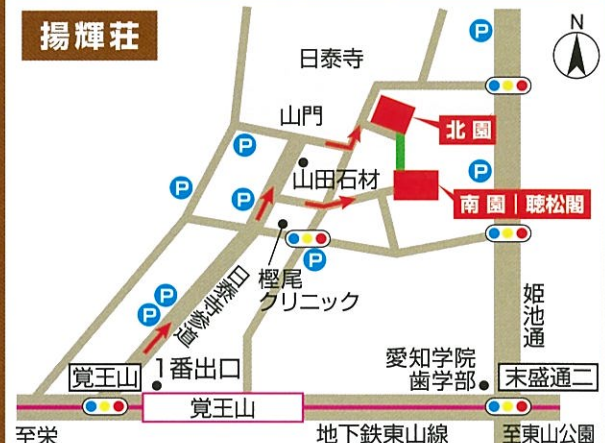 揚輝荘
日泰寺
N
P
山門
北園
P
P
山田石材
P
P
P
南園|聴松閣
樫尾
クリニック
P
P
P
日泰寺参道
姫池通
覚王山
1番出口
愛知学院
歯学部
末盛通二
覚王山
至栄
地下鉄東山線
至東山公園